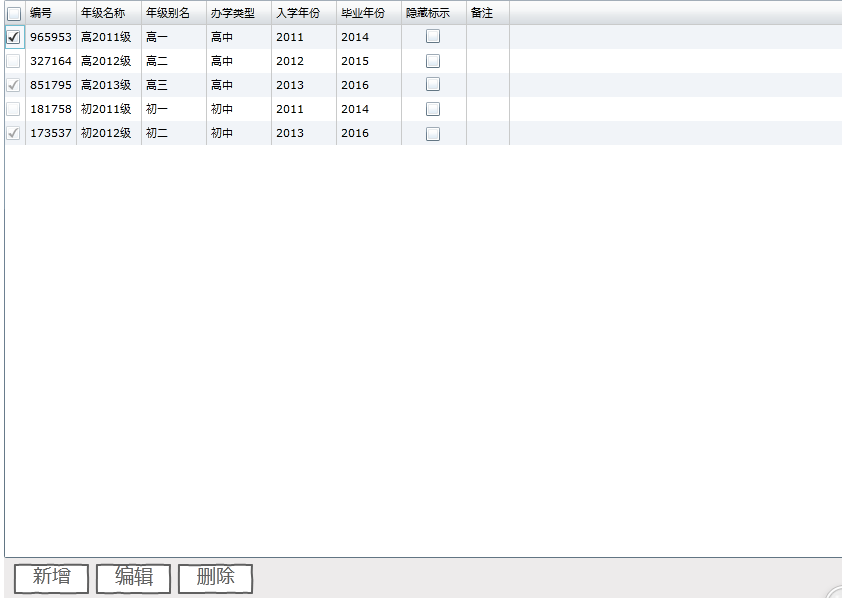 编号 年级名称 年级别名 办学类型 入学年份 毕业年份 隐藏标示 备注
965953 高2011级 高一 高中 2011 2014
327164 高2012级 高二 高中 2012 2015
851795 高2013级 高三 高中 2013 2016
181758 初2011级 初一 初中 2011 2014
173537 初2012级 初二 初中 2013 2016
新增 编辑 删除